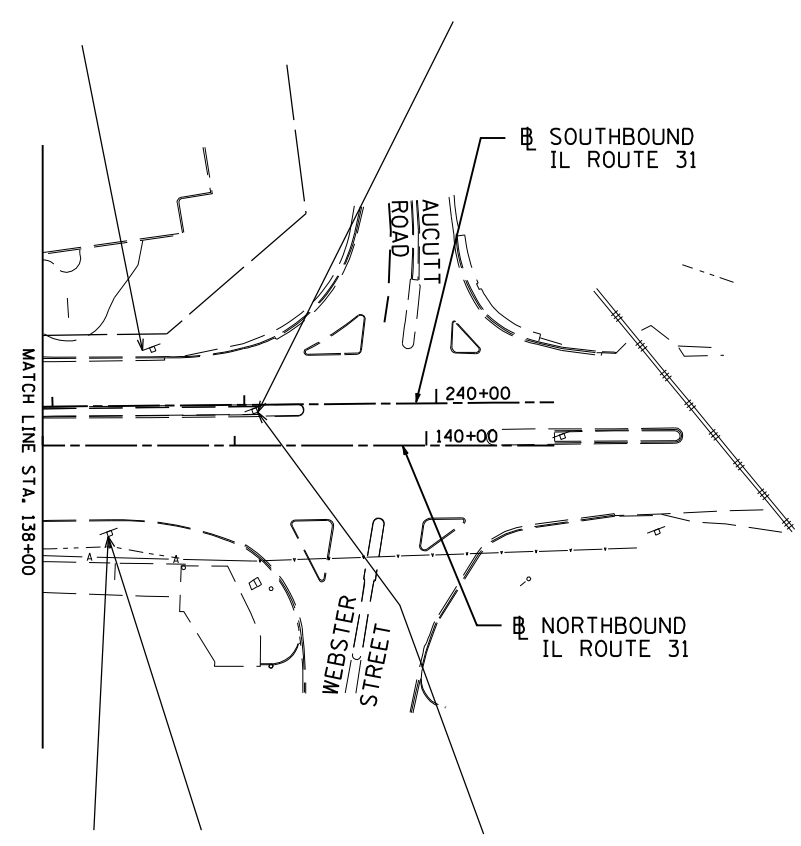 ℄ SOUTHBOUND
IL ROUTE 31
AUCUTT
ROAD
MATCH LINE STA. 138+00
240+00
140+00
A
A
℄ NORTHBOUND
IL ROUTE 31
WEBSTER
STREET